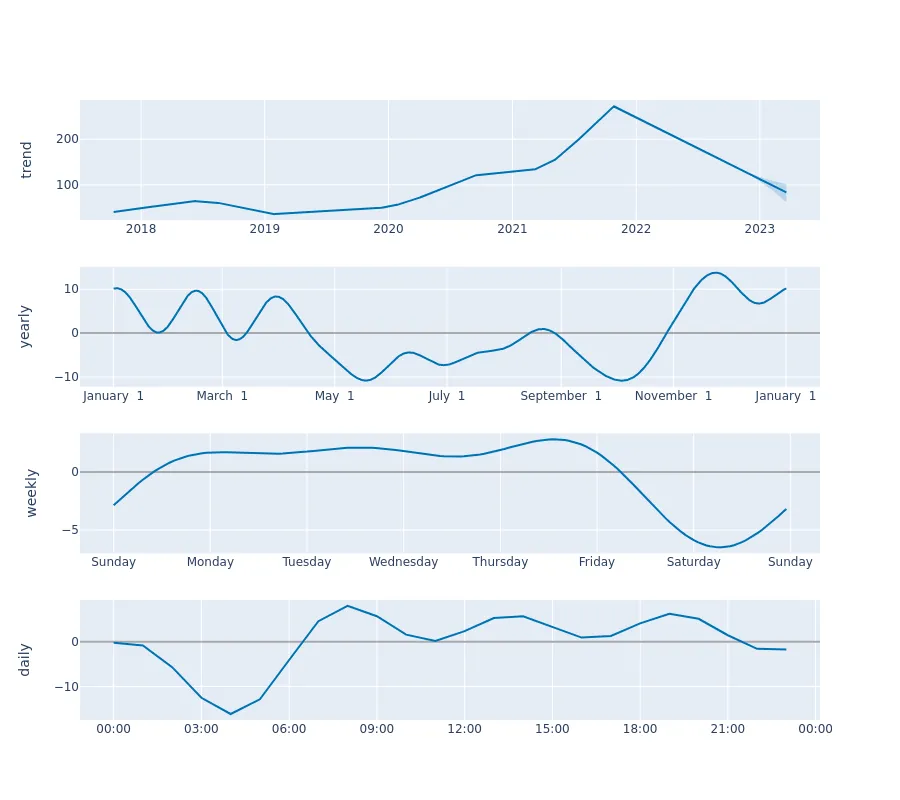 trend
200
100
2018 2019 2020 2021 2022 2023
yearly
10
0
−10
January 1 March 1 May 1 July 1 September 1 November 1 January 1
weekly
0
−5
Sunday Monday Tuesday Wednesday Thursday Friday Saturday Sunday
daily
0
−10
00:00 03:00 06:00 09:00 12:00 15:00 18:00 21:00 00:00